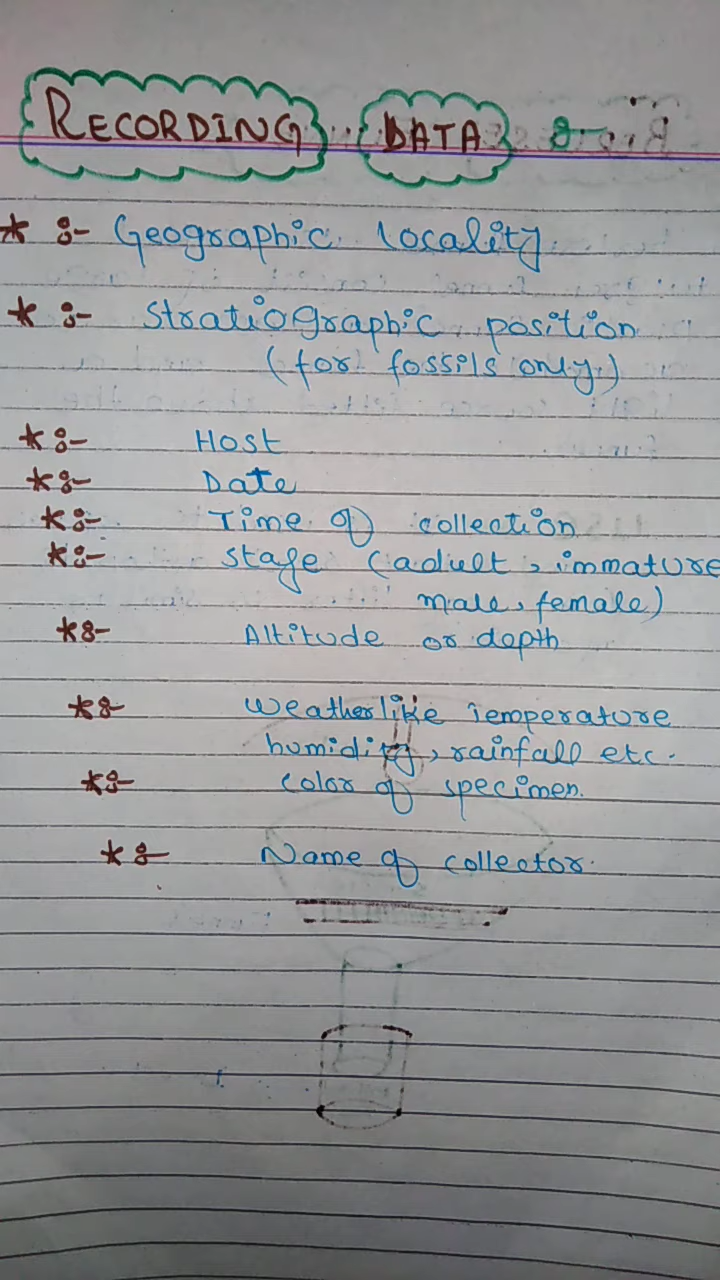 RECORDING DATA :-
* :- Geographic locality
* :- Stratiographic position
(for fossils only)
* :- Host
* :- Date
* :- Time of collection
* :- Stage (adult, immature
male, female)
* :- Altitude or depth
* :- Weather like Temperature
humidity, rainfall etc.
* :- Color of specimen.
* :- Name of collector.